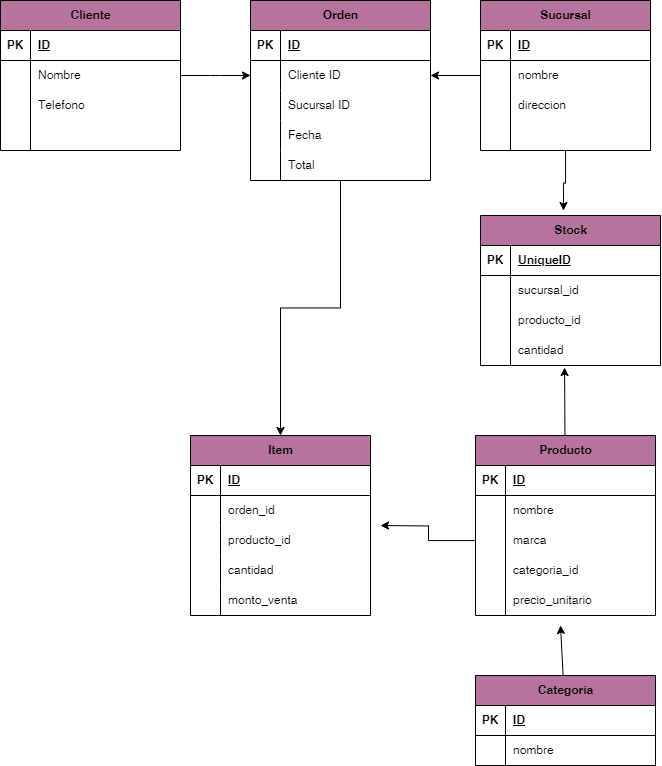 Cliente
PK ID
Nombre
Telefono
Orden
PK ID
Cliente ID
Sucursal ID
Fecha
Total
Sucursal
PK ID
nombre
direccion
Stock
PK UniqueID
sucursal_id
producto_id
cantidad
Item
PK ID
orden_id
producto_id
cantidad
monto_venta
Producto
PK ID
nombre
marca
categoria_id
precio_unitario
Categoria
PK ID
nombre